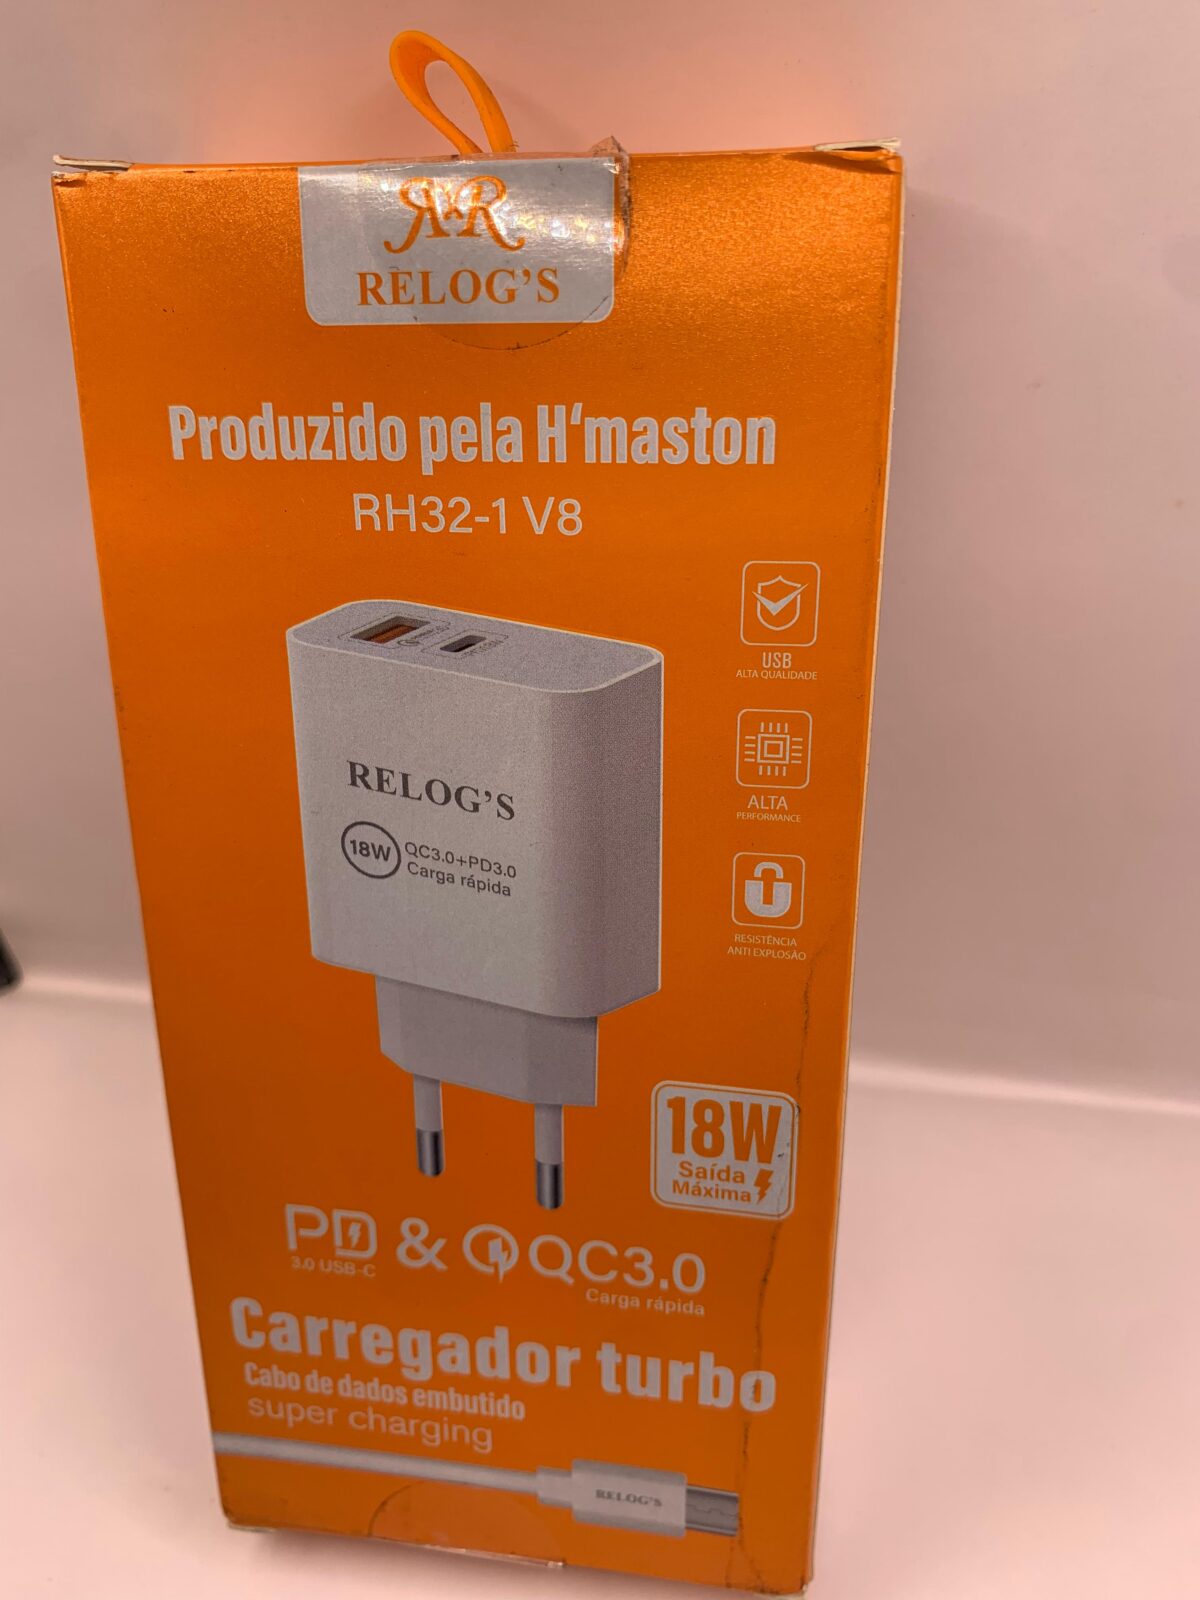 RR
RELOG'S
Produzido pela H'maston
RH32-1 V8
USB
ALTA QUALIDADE
ALTA
PERFORMANCE
RESISTÊNCIA
ANTI EXPLOSÃO
RELOG'S
18W
QC3.0+PD3.0
Carga rápida
18W
Saída
Máxima
PD & QC3.0
3.0 USB-C
Carga rápida
Carregador turbo
Cabo de dados embutido
super charging
RELOG'S